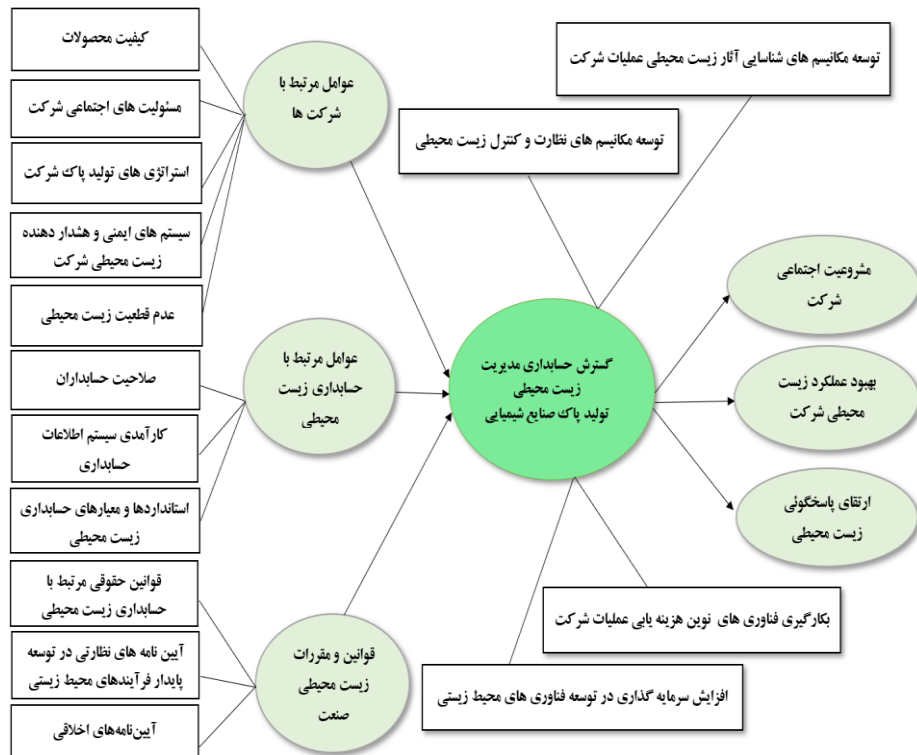 کیفیت محصولات
مسئولیت های اجتماعی شرکت
استراتژی های تولید پاک شرکت
سیستم های ایمنی و هشدار دهنده
زیست محیطی شرکت
عدم قطعیت زیست محیطی
عوامل مرتبط با
شرکت ها
صلاحیت حسابداران
کارآمدی سیستم اطلاعات
حسابداری
استانداردها و معیارهای حسابداری
زیست محیطی
عوامل مرتبط با
حسابداری زیست
محیطی
قوانین حقوقی مرتبط با
حسابداری زیست محیطی
آیین نامه های نظارتی در توسعه
پایدار فرآیندهای محیط زیستی
آیین‌نامه‌های اخلاقی
قوانین و مقررات
زیست محیطی
صنعت
توسعه مکانیسم های شناسایی آثار زیست محیطی عملیات شرکت
توسعه مکانیسم های نظارت و کنترل زیست محیطی
گسترش حسابداری مدیریت
زیست محیطی
تولید پاک صنایع شیمیایی
بکارگیری فناوری های نوین هزینه یابی عملیات شرکت
افزایش سرمایه گذاری در توسعه فناوری های محیط زیستی
مشروعیت اجتماعی
شرکت
بهبود عملکرد زیست
محیطی شرکت
ارتقای پاسخگوئی
زیست محیطی